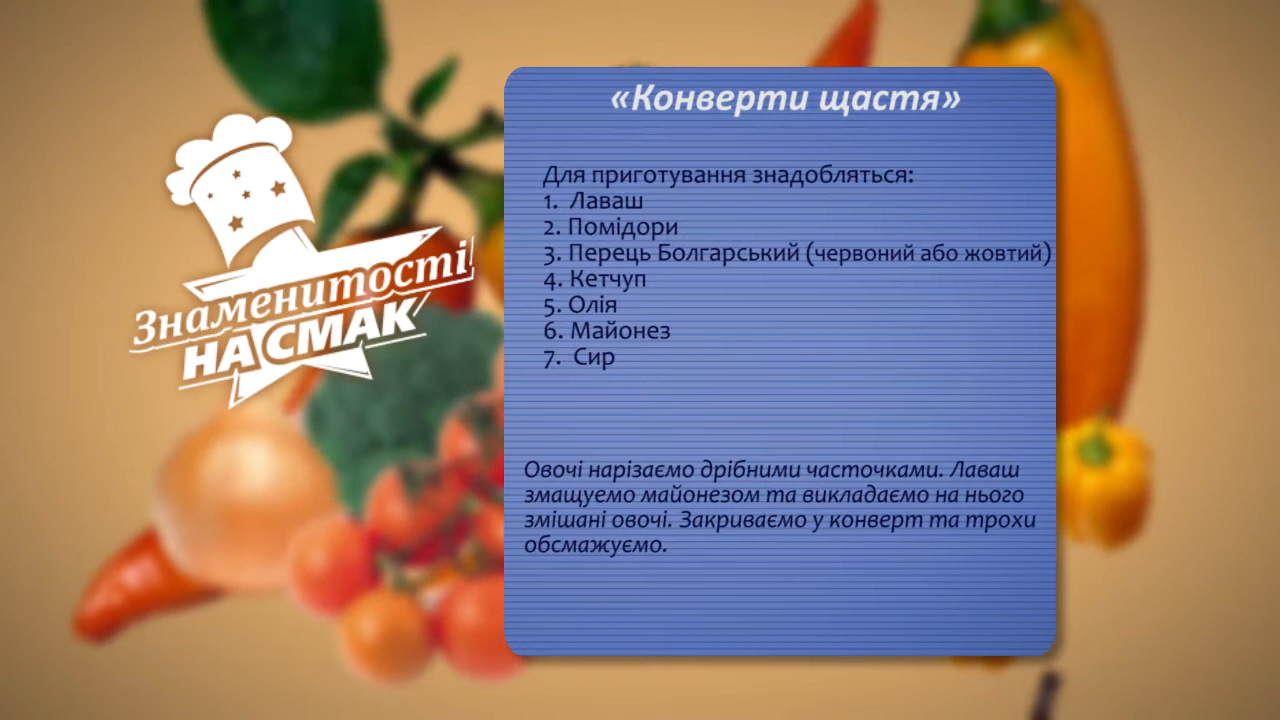 Знаменитості
НА СМАК
«Конверти щастя»
Для приготування знадобляться:
1. Лаваш
2. Помідори
3. Перець Болгарський (червоний або жовтий)
4. Кетчуп
5. Олія
6. Майонез
7. Сир
Овочі нарізаємо дрібними часточками. Лаваш
змащуемо майонезом та викладаємо на нього
змішані овочі. Закриваємо у конверт та трохи
обсмажуємо.